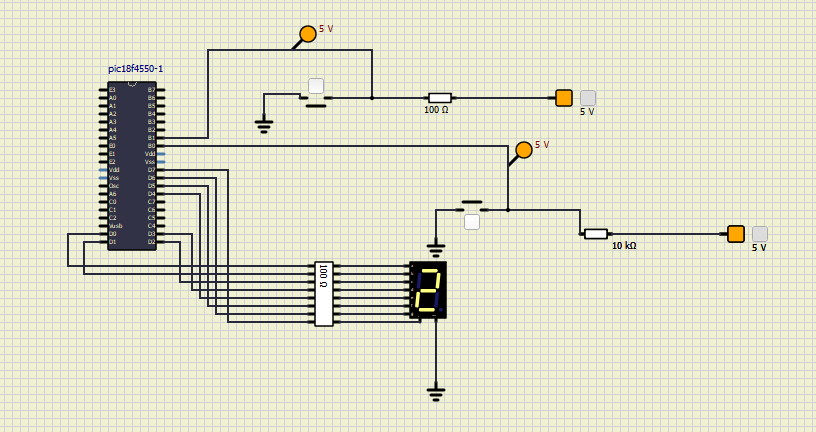 5 V
pic18f4550-1
E3 B7
A0 B6
A1 B5
A2 B4
A3 B3
A4 B2
A5 B1
E0 B0
E1 Vdd
E2 Vss
Vdd D7
Vss D6
Osc D5
A6 D4
C0 C7
C1 C6
C2 C5
Vusb C4
D0 D3
D1 D2
100 Ω
5 V
5 V
10 kΩ
5 V
100 Ω